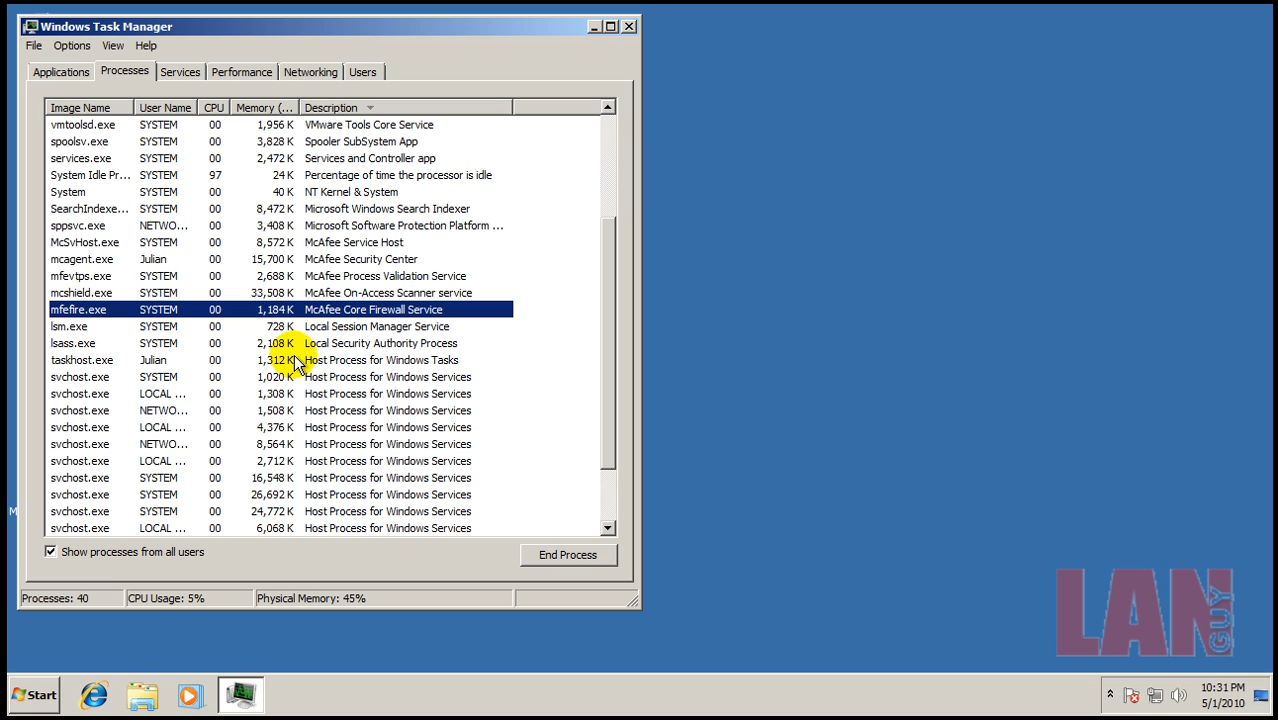 Windows Task Manager
File Options View Help
Applications Processes Services Performance Networking Users
Image Name User Name CPU Memory (... Description
vmtoolsd.exe SYSTEM 00 1,956 K VMware Tools Core Service
spoolsv.exe SYSTEM 00 3,828 K Spooler SubSystem App
services.exe SYSTEM 00 2,472 K Services and Controller app
System Idle Pr... SYSTEM 97 24 K Percentage of time the processor is idle
System SYSTEM 00 40 K NT Kernel & System
SearchIndexe... SYSTEM 00 8,472 K Microsoft Windows Search Indexer
sppsvc.exe NETWO... 00 3,408 K Microsoft Software Protection Platform ...
McSvHost.exe SYSTEM 00 8,572 K McAfee Service Host
mcagent.exe Julian 00 15,700 K McAfee Security Center
mfevtps.exe SYSTEM 00 2,688 K McAfee Process Validation Service
mcshield.exe SYSTEM 00 33,508 K McAfee On-Access Scanner service
mfefire.exe SYSTEM 00 1,184 K McAfee Core Firewall Service
lsm.exe SYSTEM 00 728 K Local Session Manager Service
lsass.exe SYSTEM 00 2,108 K Local Security Authority Process
taskhost.exe Julian 00 1,312 K Host Process for Windows Tasks
svchost.exe SYSTEM 00 1,020 K Host Process for Windows Services
svchost.exe LOCAL ... 00 1,308 K Host Process for Windows Services
svchost.exe NETWO... 00 1,508 K Host Process for Windows Services
svchost.exe LOCAL ... 00 4,376 K Host Process for Windows Services
svchost.exe NETWO... 00 8,564 K Host Process for Windows Services
svchost.exe LOCAL ... 00 2,712 K Host Process for Windows Services
svchost.exe SYSTEM 00 16,548 K Host Process for Windows Services
svchost.exe SYSTEM 00 26,692 K Host Process for Windows Services
svchost.exe SYSTEM 00 24,772 K Host Process for Windows Services
svchost.exe LOCAL ... 00 6,068 K Host Process for Windows Services
M
Show processes from all users
End Process
Processes: 40 CPU Usage: 5% Physical Memory: 45%
LAN GUY
Start
10:31 PM
5/1/2010